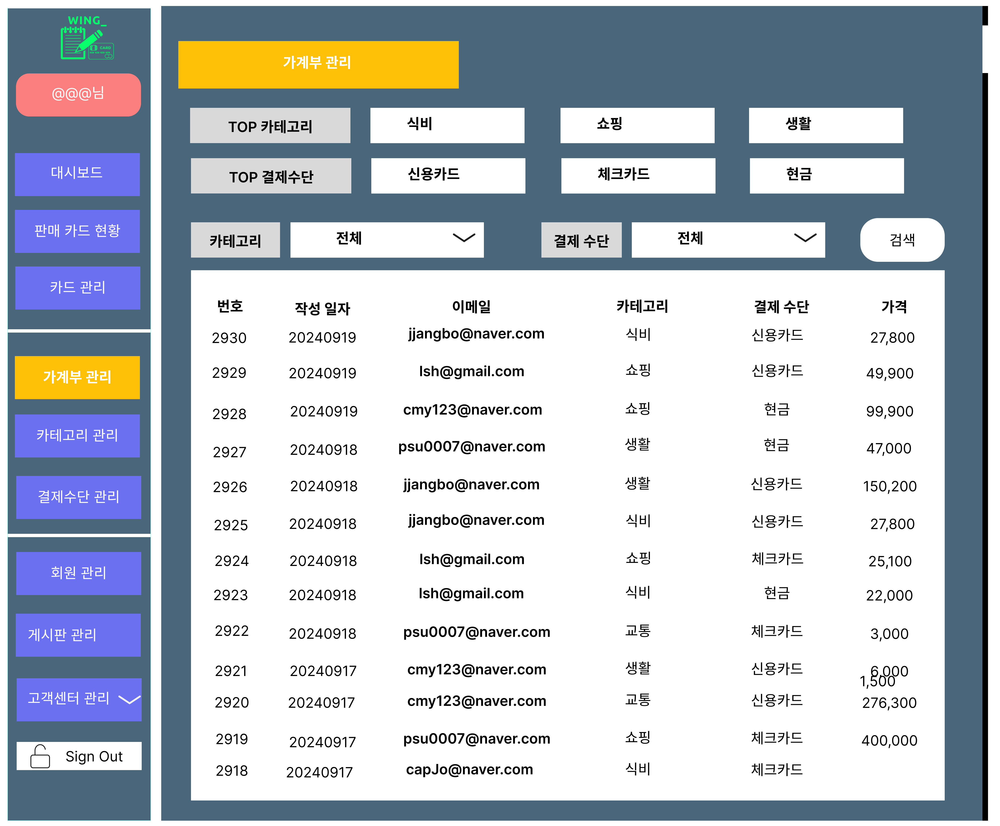 WING_
CARD
@@@님
대시보드
판매 카드 현황
카드 관리
가계부 관리
카테고리 관리
결제수단 관리
회원 관리
게시판 관리
고객센터 관리
Sign Out
가계부 관리
TOP 카테고리 식비 쇼핑 생활
TOP 결제수단 신용카드 체크카드 현금
카테고리 전체 결제 수단 전체 검색
번호 작성 일자 이메일 카테고리 결제 수단 가격
2930 20240919 jjangbo@naver.com 식비 신용카드 27,800
2929 20240919 lsh@gmail.com 쇼핑 신용카드 49,900
2928 20240919 cmy123@naver.com 쇼핑 현금 99,900
2927 20240918 psu0007@naver.com 생활 현금 47,000
2926 20240918 jjangbo@naver.com 생활 신용카드 150,200
2925 20240918 jjangbo@naver.com 식비 신용카드 27,800
2924 20240918 lsh@gmail.com 쇼핑 체크카드 25,100
2923 20240918 lsh@gmail.com 식비 현금 22,000
2922 20240918 psu0007@naver.com 교통 체크카드 3,000
2921 20240917 cmy123@naver.com 생활 신용카드 6,000
1,500
2920 20240917 cmy123@naver.com 교통 신용카드 276,300
2919 20240917 psu0007@naver.com 쇼핑 체크카드 400,000
2918 20240917 capJo@naver.com 식비 체크카드